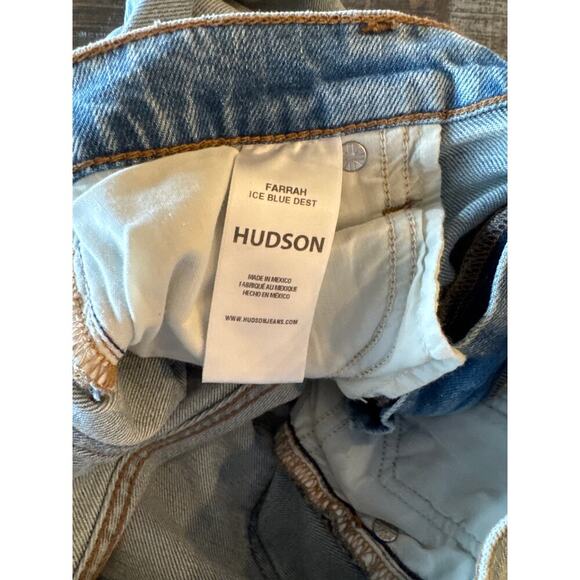 FARRAH
ICE BLUE DEST
HUDSON
MADE IN MEXICO
FABRIQUÉ AU MEXIQUE
HECHO EN MÉXICO
WWW.HUDSONJEANS.COM